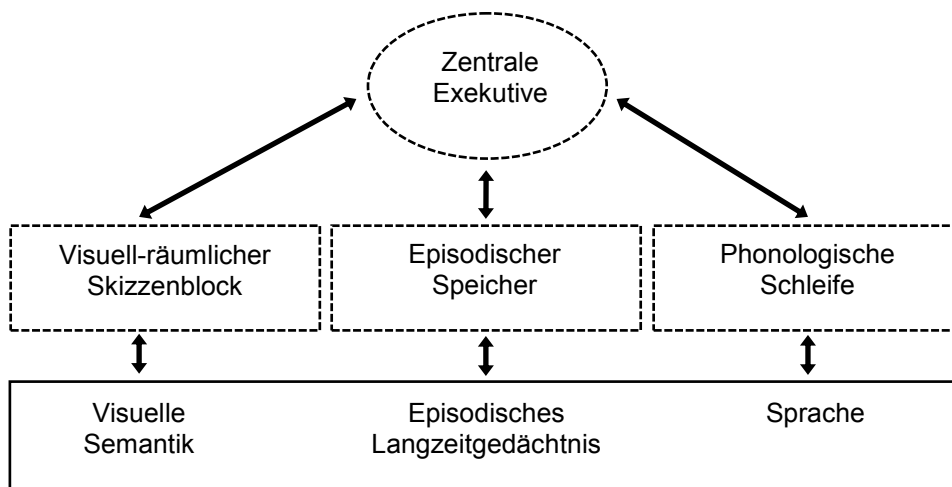 Zentrale
Exekutive
Visuell-räumlicher
Skizzenblock
Episodischer
Speicher
Phonologische
Schleife
Visuelle
Semantik
Episodisches
Langzeitgedächtnis
Sprache